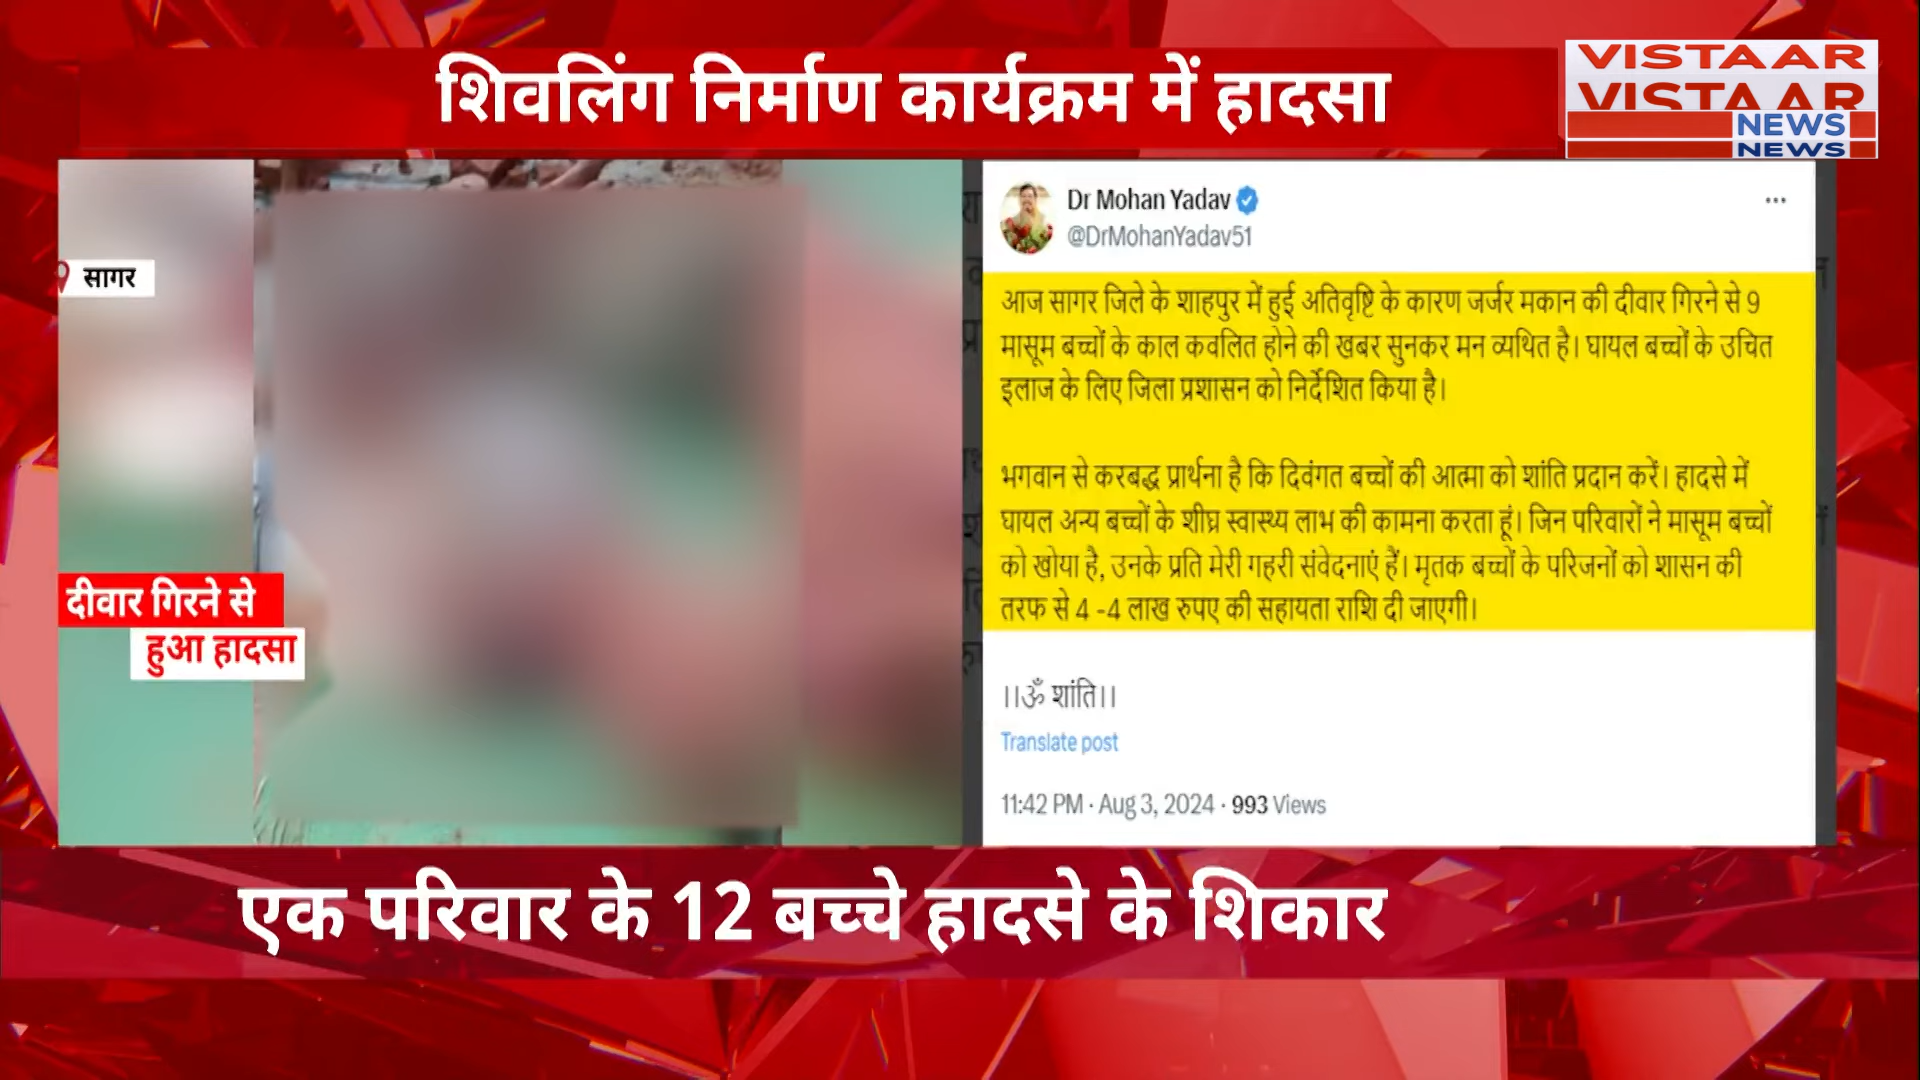 शिवलिंग निर्माण कार्यक्रम में हादसा
VISTAAR
VISTAAR
NEWS
NEWS
सागर
दीवार गिरने से
हुआ हादसा
Dr Mohan Yadav
@DrMohanYadav51
आज सागर जिले के शाहपुर में हुई अतिवृष्टि के कारण जर्जर मकान की दीवार गिरने से 9
मासूम बच्चों के काल कवलित होने की खबर सुनकर मन व्यथित है। घायल बच्चों के उचित
इलाज के लिए जिला प्रशासन को निर्देशित किया है।
भगवान से करबद्ध प्रार्थना है कि दिवंगत बच्चों की आत्मा को शांति प्रदान करें। हादसे में
घायल अन्य बच्चों के शीघ्र स्वास्थ्य लाभ की कामना करता हूं। जिन परिवारों ने मासूम बच्चों
को खोया है, उनके प्रति मेरी गहरी संवेदनाएं हैं। मृतक बच्चों के परिजनों को शासन की
तरफ से 4 -4 लाख रुपए की सहायता राशि दी जाएगी।
।।ॐ शांति।।
Translate post
11:42 PM · Aug 3, 2024 · 993 Views
एक परिवार के 12 बच्चे हादसे के शिकार